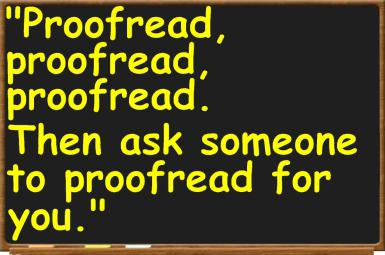 "Proofread,
proofread,
proofread.
Then ask someone
to proofread for
you."